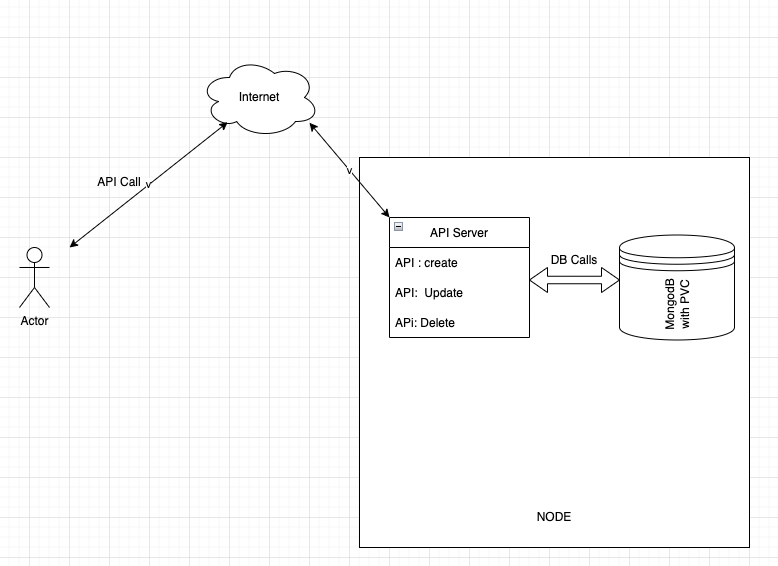 Internet
API Call
v
v
API Server
API : create
API:  Update
APi: Delete
DB Calls
MongodB
with PVC
Actor
NODE